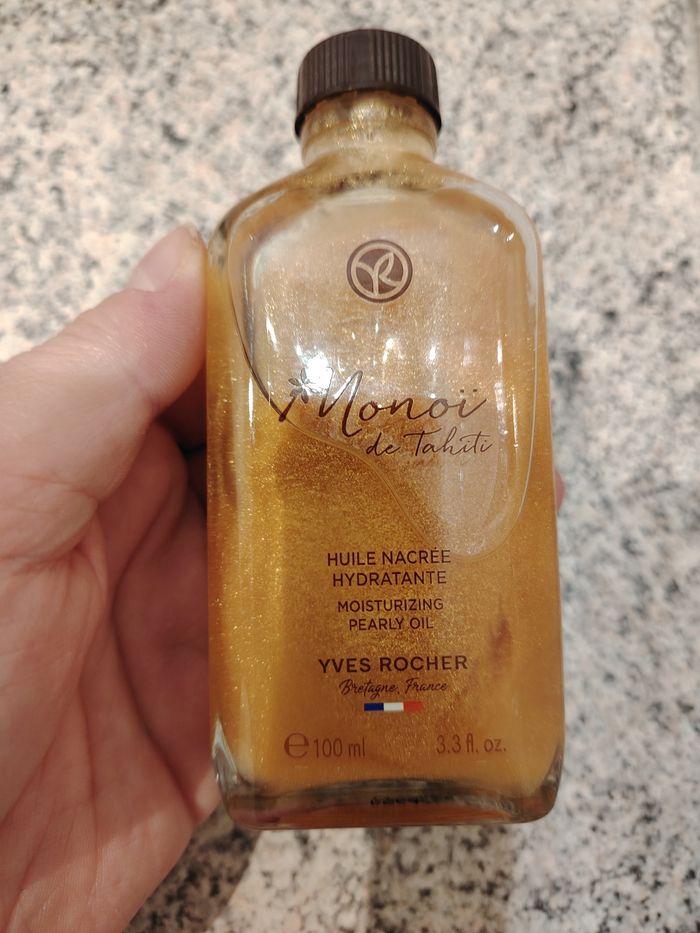 YR
Monoï
de Tahiti
HUILE NACRÉE
HYDRATANTE
MOISTURIZING
PEARLY OIL
YVES ROCHER
Bretagne, France
℮ 100 ml 3.3 fl. oz.